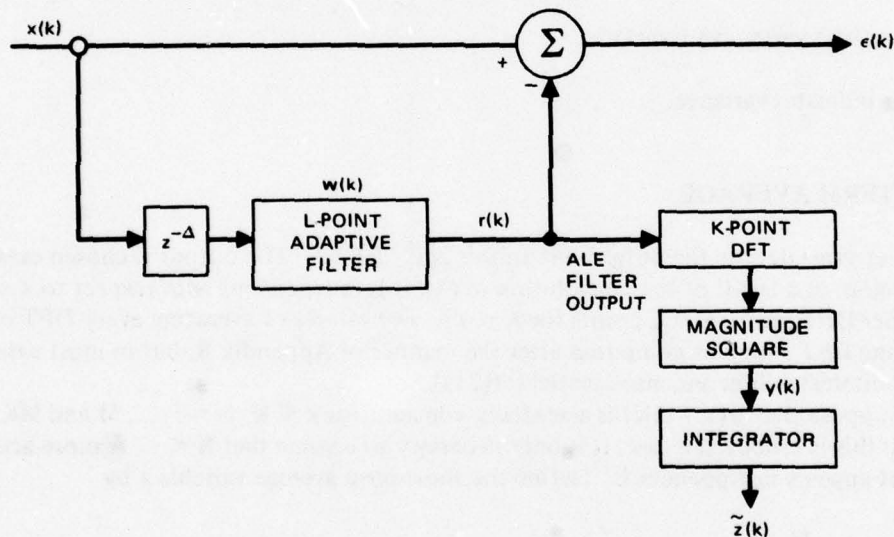 x(k)
Σ
ε(k)
+
−
w(k)
z^{-Δ}
L-POINT
ADAPTIVE
FILTER
r(k)
ALE
FILTER
OUTPUT
K-POINT
DFT
MAGNITUDE
SQUARE
y(k)
INTEGRATOR
z̃(k)